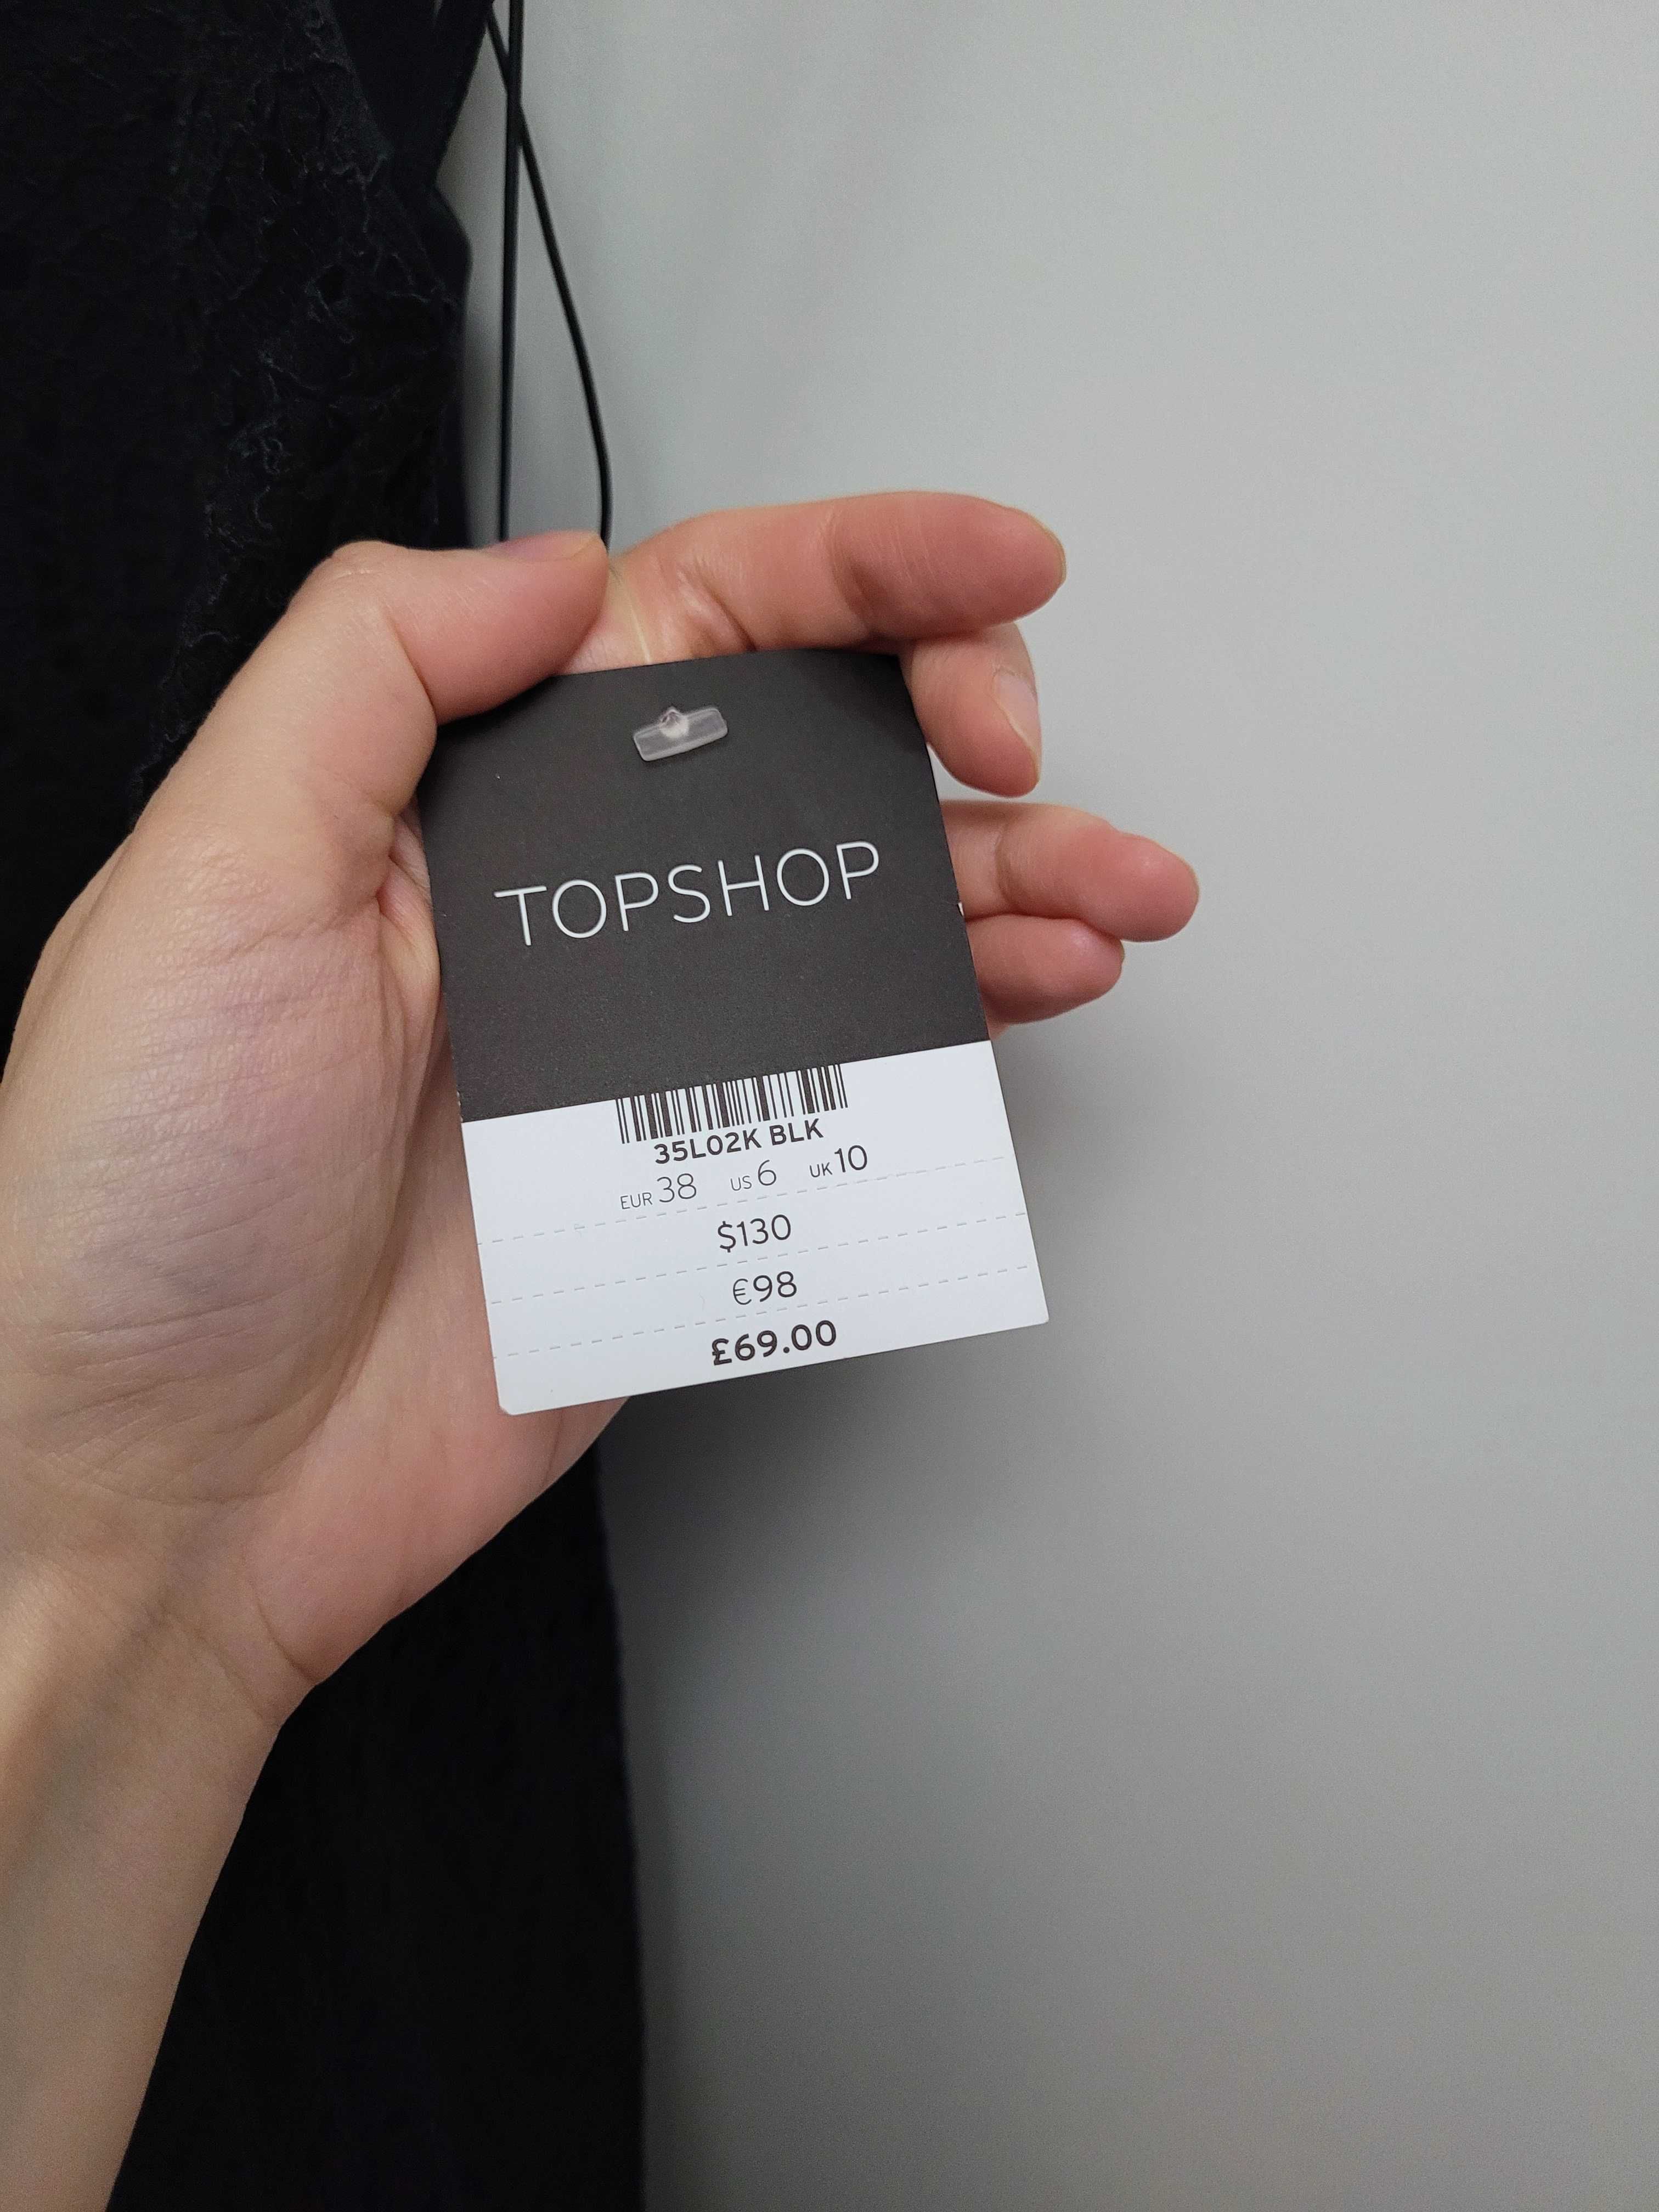 TOPSHOP
35L02K BLK
EUR 38 US 6 UK 10
$130
€98
£69.00